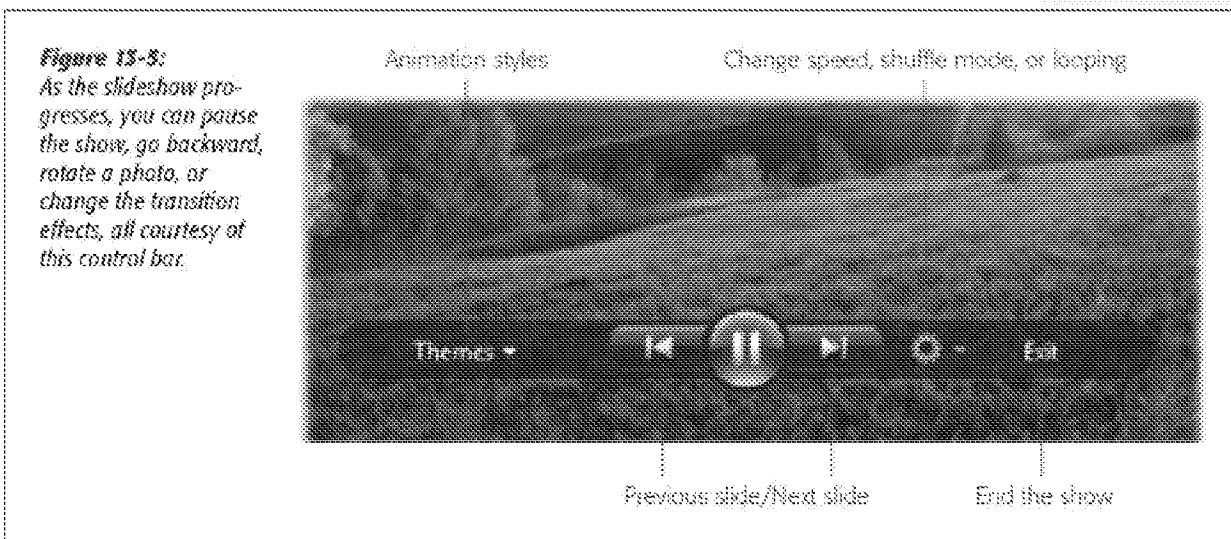 Figure 13-5:
As the slideshow pro-
gresses, you can pause
the show, go backward,
rotate a photo, or
change the transition
effects, all courtesy of
this control bar.
Animation styles
Change speed, shuffle mode, or looping
Themes
Exit
Previous slide/Next slide
End the show